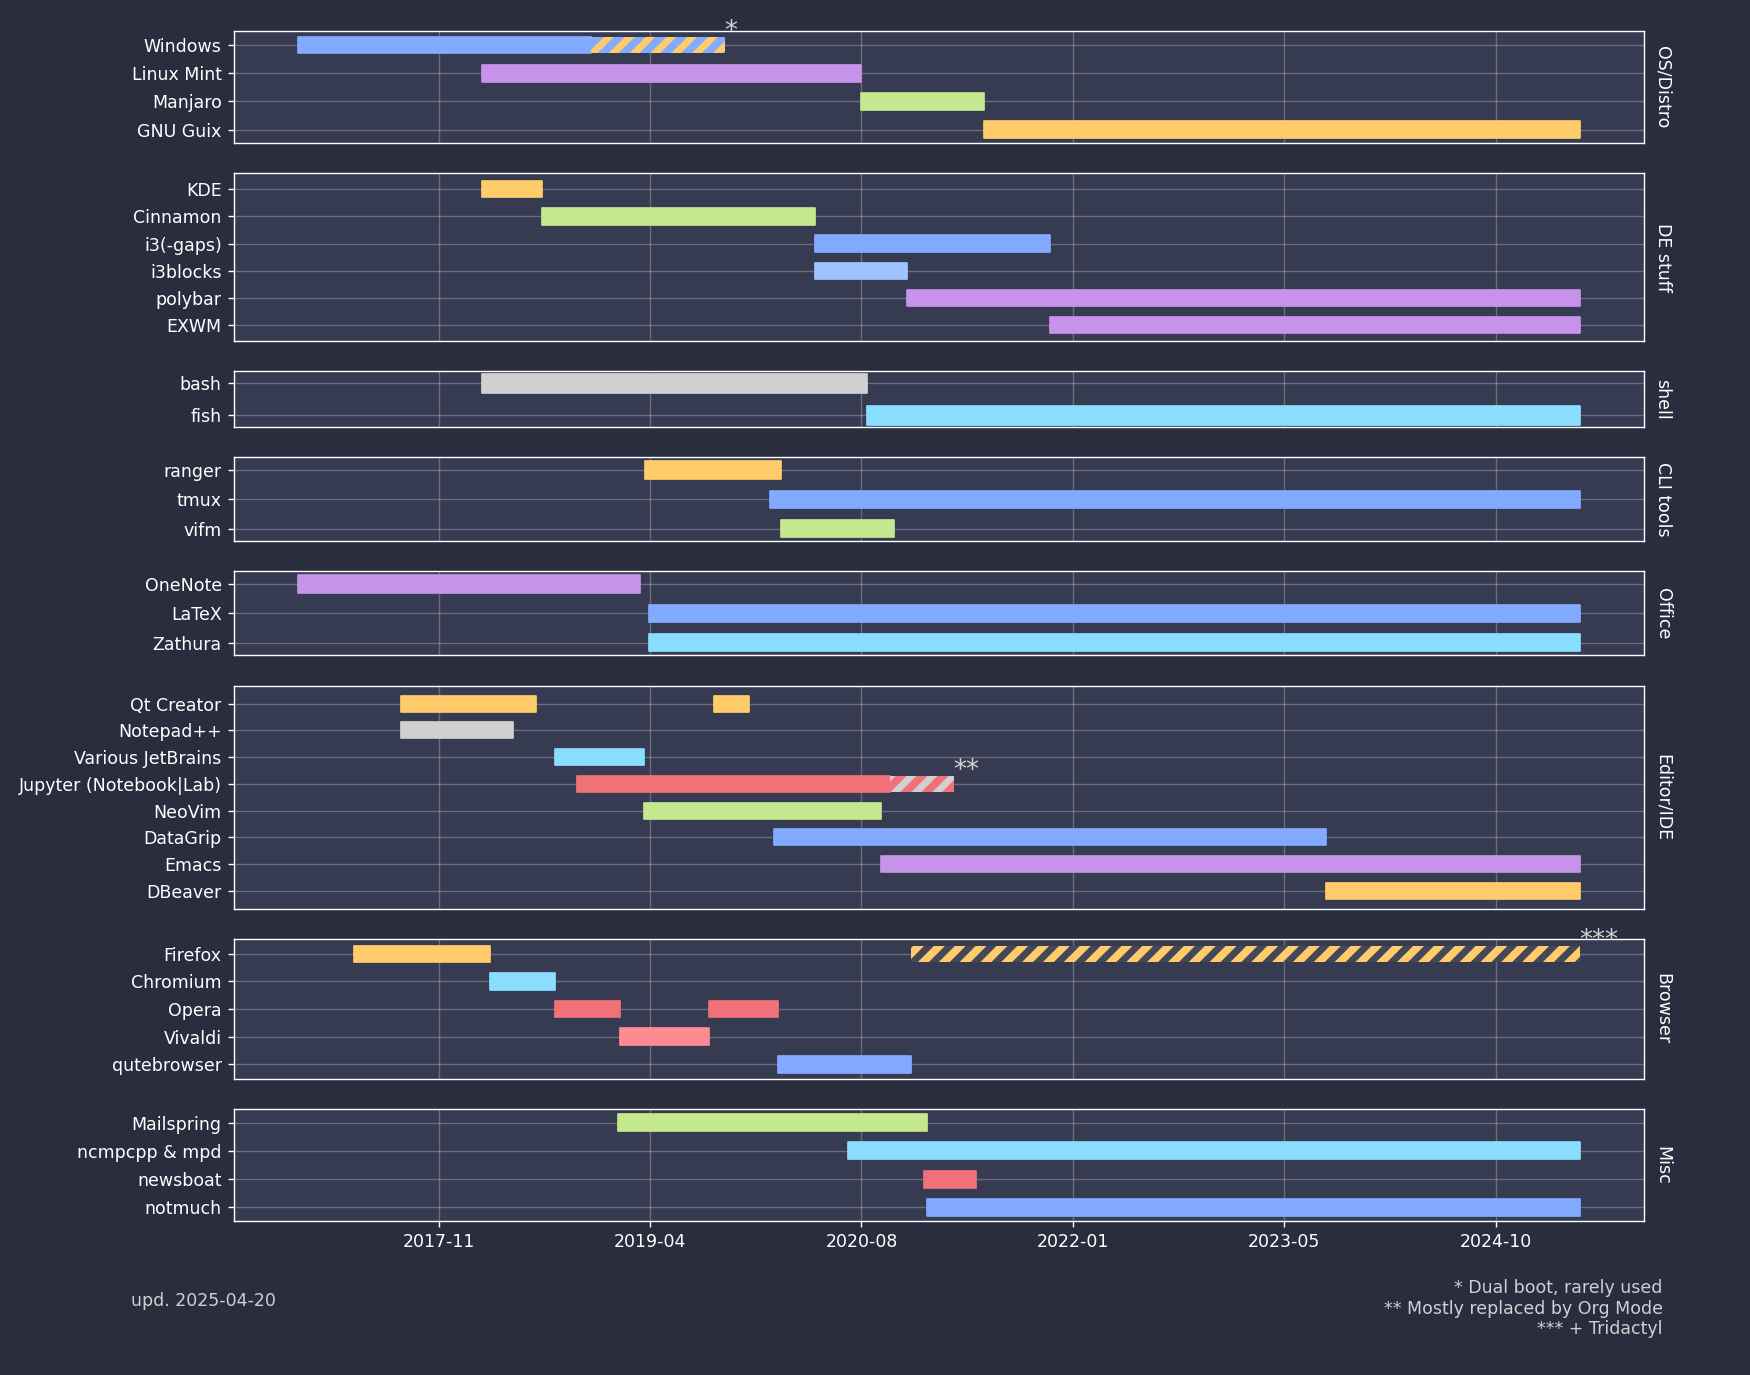 *
Windows
Linux Mint
Manjaro
GNU Guix
OS/Distro
KDE
Cinnamon
i3(-gaps)
i3blocks
polybar
EXWM
DE stuff
bash
fish
shell
ranger
tmux
vifm
CLI tools
OneNote
LaTeX
Zathura
Office
Qt Creator
Notepad++
Various JetBrains
**
Jupyter (Notebook|Lab)
NeoVim
DataGrip
Emacs
DBeaver
Editor/IDE
***
Firefox
Chromium
Opera
Vivaldi
qutebrowser
Browser
Mailspring
ncmpcpp & mpd
newsboat
notmuch
Misc
2017-11 2019-04 2020-08 2022-01 2023-05 2024-10
upd. 2025-04-20
* Dual boot, rarely used
** Mostly replaced by Org Mode
*** + Tridactyl